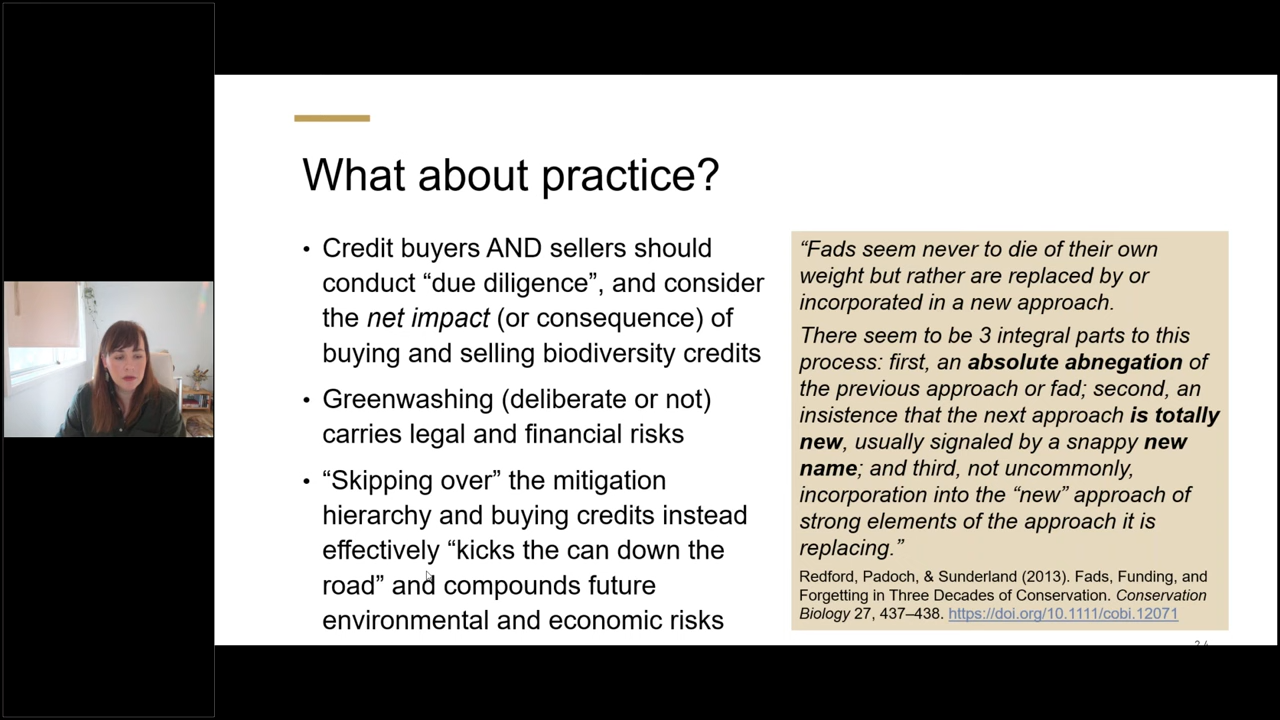 What about practice?
• Credit buyers AND sellers should
conduct “due diligence”, and consider
the net impact (or consequence) of
buying and selling biodiversity credits
• Greenwashing (deliberate or not)
carries legal and financial risks
• “Skipping over” the mitigation
hierarchy and buying credits instead
effectively “kicks the can down the
road” and compounds future
environmental and economic risks
“Fads seem never to die of their own
weight but rather are replaced by or
incorporated in a new approach.
There seem to be 3 integral parts to this
process: first, an absolute abnegation of
the previous approach or fad; second, an
insistence that the next approach is totally
new, usually signaled by a snappy new
name; and third, not uncommonly,
incorporation into the “new” approach of
strong elements of the approach it is
replacing.”
Redford, Padoch, & Sunderland (2013). Fads, Funding, and
Forgetting in Three Decades of Conservation. Conservation
Biology 27, 437–438. https://doi.org/10.1111/cobi.12071